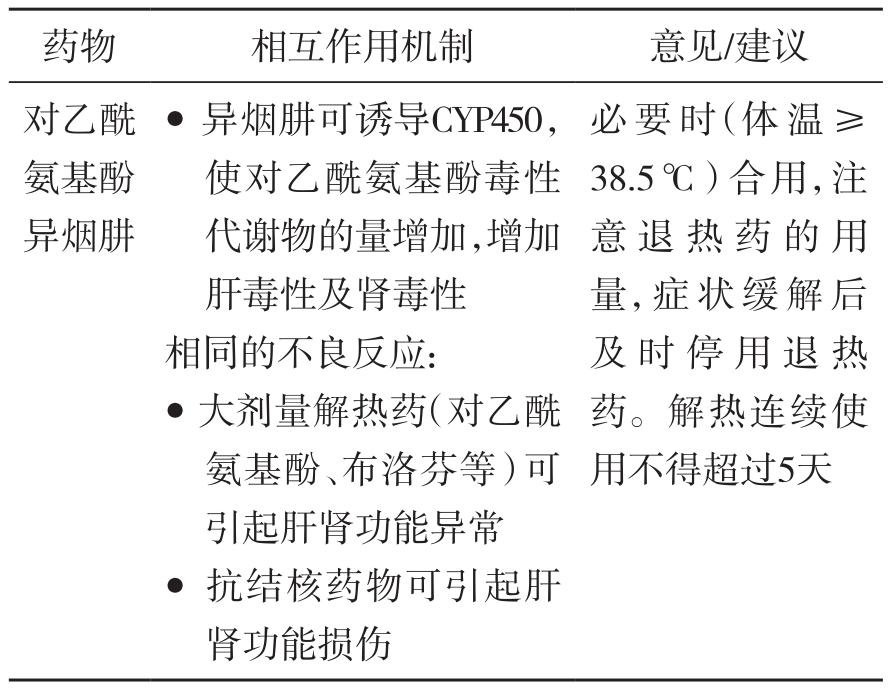 药物 相互作用机制 意见/建议
对乙酰
氨基酚
异烟肼
● 异烟肼可诱导CYP450，
使对乙酰氨基酚毒性
代谢物的量增加，增加
肝毒性及肾毒性
相同的不良反应：
● 大剂量解热药（对乙酰
氨基酚、布洛芬等）可
引起肝肾功能异常
● 抗结核药物可引起肝
肾功能损伤
必要时（体温≥
38.5℃）合用，注
意退热药的用
量，症状缓解后
及时停用退热
药。解热连续使
用不得超过5天